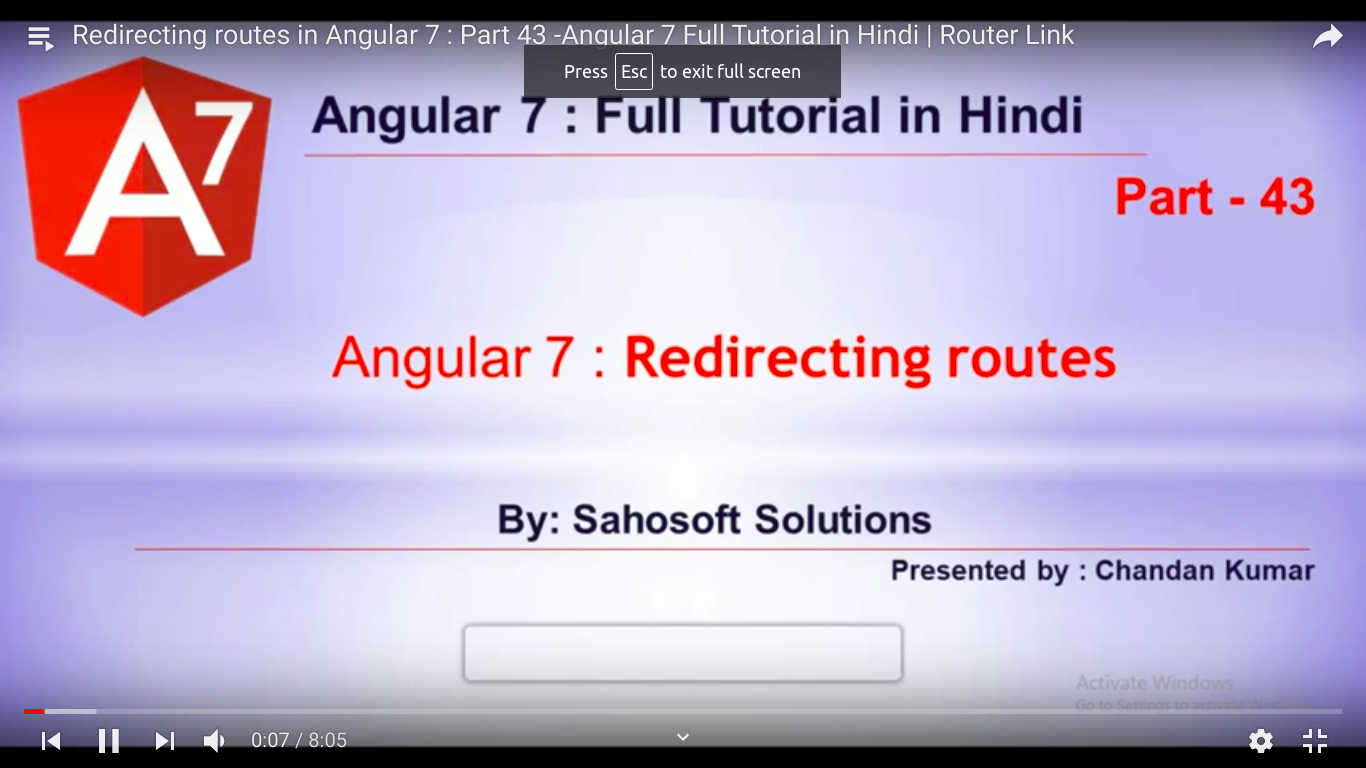 Redirecting routes in Angular 7 : Part 43 -Angular 7 Full Tutorial in Hindi | Router Link
Press Esc to exit full screen
A7
Angular 7 : Full Tutorial in Hindi
Part - 43
Angular 7 : Redirecting routes
By: Sahosoft Solutions
Presented by : Chandan Kumar
Activate Windows
Go to Settings to activate
0:07 / 8:05